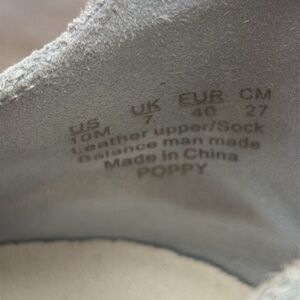 US UK EUR CM
10M 7 40 27
Leather upper/Sock
Balance man made
Made in China
POPPY